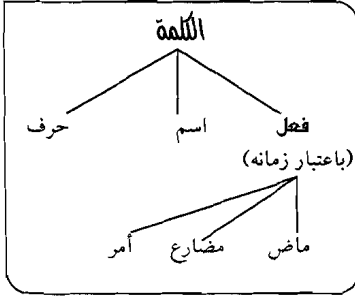 الكلمة
فعل اسم حرف
(باعتبار زمانه)
ماض مضارع أمر